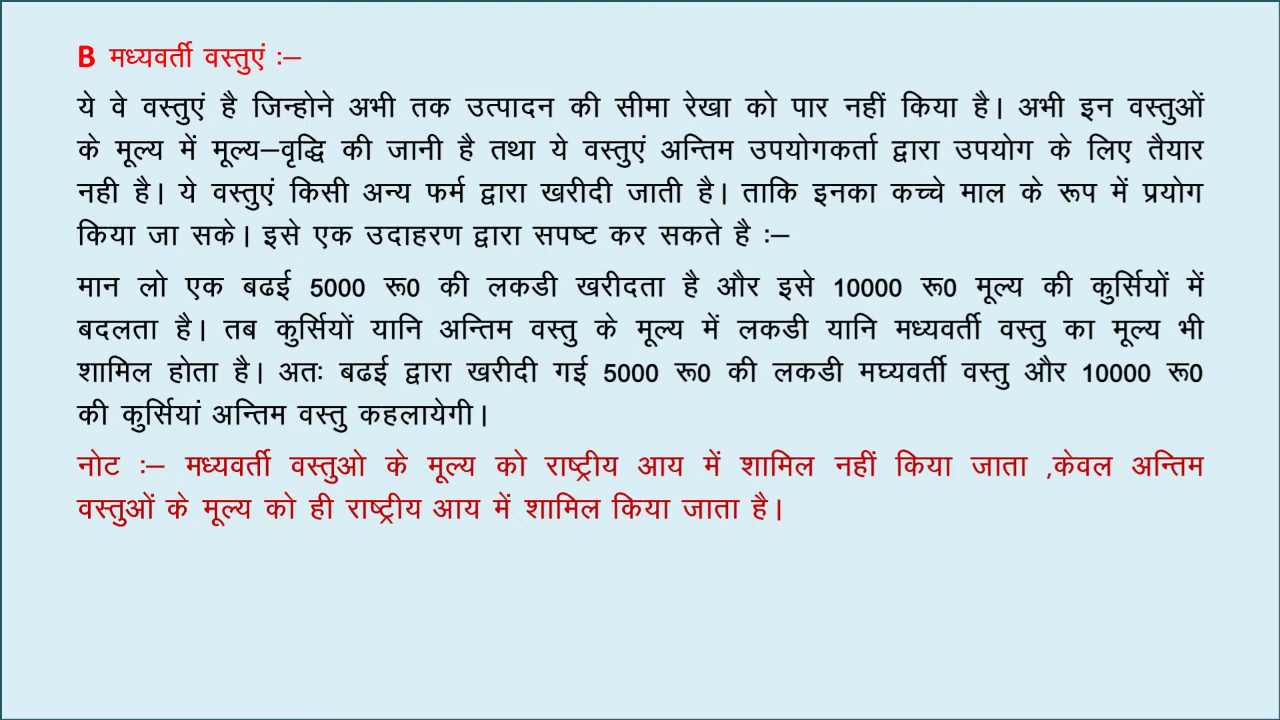 B मध्यवर्ती वस्तुएं :–
ये वे वस्तुएं है जिन्होने अभी तक उत्पादन की सीमा रेखा को पार नहीं किया है। अभी इन वस्तुओं
के मूल्य में मूल्य–वृद्धि की जानी है तथा ये वस्तुएं अन्तिम उपयोगकर्ता द्वारा उपयोग के लिए तैयार
नही है। ये वस्तुएं किसी अन्य फर्म द्वारा खरीदी जाती है। ताकि इनका कच्चे माल के रूप में प्रयोग
किया जा सके। इसे एक उदाहरण द्वारा सपष्ट कर सकते है :–
मान लो एक बढई 5000 रू0 की लकडी खरीदता है और इसे 10000 रू0 मूल्य की कुर्सियों में
बदलता है। तब कुर्सियों यानि अन्तिम वस्तु के मूल्य में लकडी यानि मध्यवर्ती वस्तु का मूल्य भी
शामिल होता है। अतः बढई द्वारा खरीदी गई 5000 रू0 की लकडी मघ्यवर्ती वस्तु और 10000 रू0
की कुर्सियां अन्तिम वस्तु कहलायेगी।
नोट :– मध्यवर्ती वस्तुओ के मूल्य को राष्ट्रीय आय में शामिल नहीं किया जाता ,केवल अन्तिम
वस्तुओं के मूल्य को ही राष्ट्रीय आय में शामिल किया जाता है।